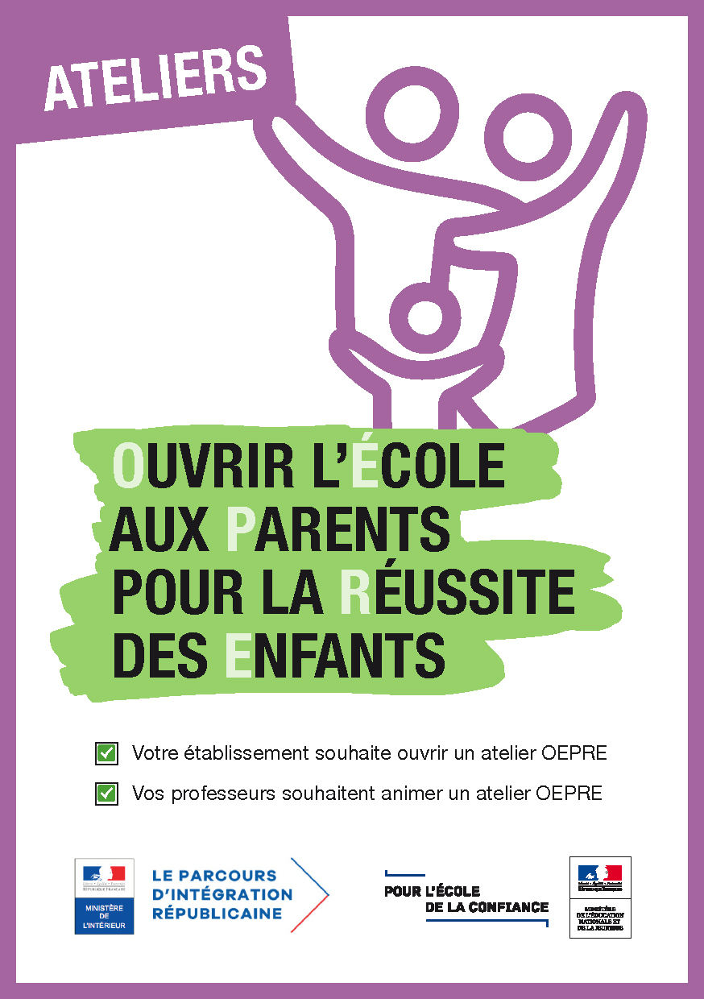 ATELIERS
OUVRIR L’ÉCOLE
AUX PARENTS
POUR LA RÉUSSITE
DES ENFANTS
Votre établissement souhaite ouvrir un atelier OEPRE
Vos professeurs souhaitent animer un atelier OEPRE
Liberté • Égalité • Fraternité
RÉPUBLIQUE FRANÇAISE
MINISTÈRE
DE
L’INTÉRIEUR
LE PARCOURS
D’INTÉGRATION
RÉPUBLICAINE
POUR L’ÉCOLE
DE LA CONFIANCE
Liberté • Égalité • Fraternité
RÉPUBLIQUE FRANÇAISE
MINISTÈRE
DE L’ÉDUCATION
NATIONALE ET
DE LA JEUNESSE